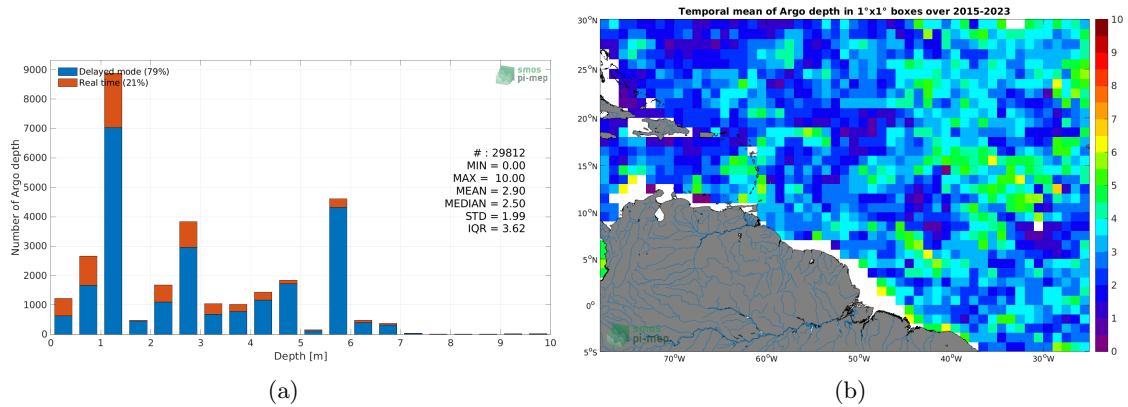 Delayed mode (79%)
Real time (21%)
smos
pi-mep
# : 29812
MIN = 0.00
MAX = 10.00
MEAN = 2.90
MEDIAN = 2.50
STD = 1.99
IQR = 3.62
Number of Argo depth
9000
8000
7000
6000
5000
4000
3000
2000
1000
0
0 1 2 3 4 5 6 7 8 9 10
Depth [m]
(a)
Temporal mean of Argo depth in 1°x1° boxes over 2015-2023
30°N
25°N
20°N
15°N
10°N
5°N
0°
5°S
70°W 60°W 50°W 40°W 30°W
smos
pi-mep
10
9
8
7
6
5
4
3
2
1
0
(b)